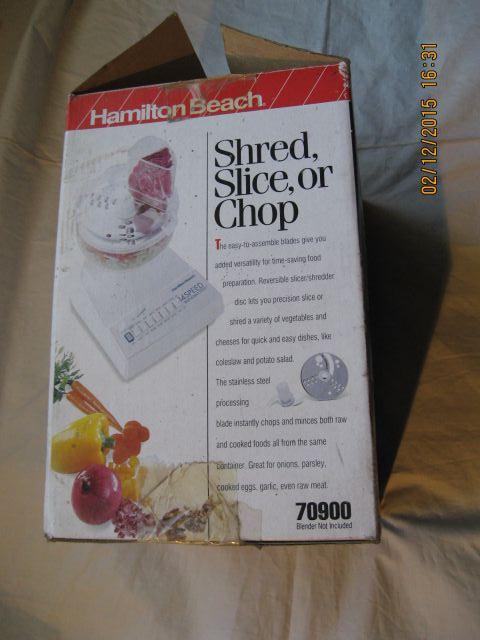 Hamilton Beach
Shred,
Slice, or
Chop
The easy-to-assemble blades give you
added versatility for time-saving food
preparation. Reversible slicer/shredder
disc lets you precision slice or
shred a variety of vegetables and
cheeses for quick and easy dishes, like
coleslaw and potato salad.
The stainless steel
processing
blade instantly chops and minces both raw
and cooked foods all from the same
container. Great for onions, parsley,
cooked eggs, garlic, even raw meat.
70900
Blender Not Included
14 SPEED
02/12/2015 16:31